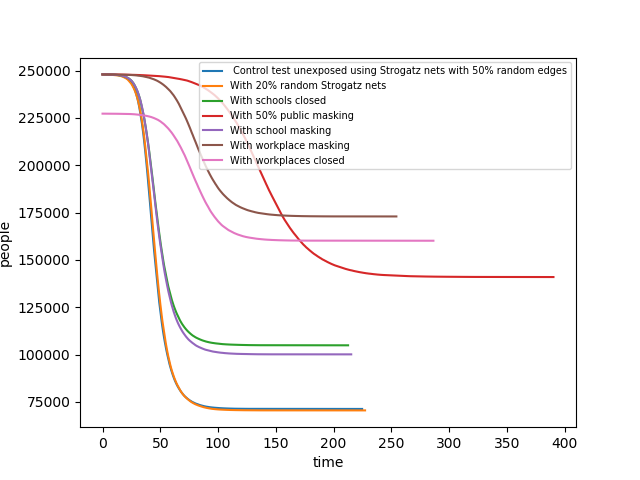 Control test unexposed using Strogatz nets with 50% random edges
With 20% random Strogatz nets
With schools closed
With 50% public masking
With school masking
With workplace masking
With workplaces closed
250000
225000
200000
175000
150000
125000
100000
75000
people
0 50 100 150 200 250 300 350 400
time